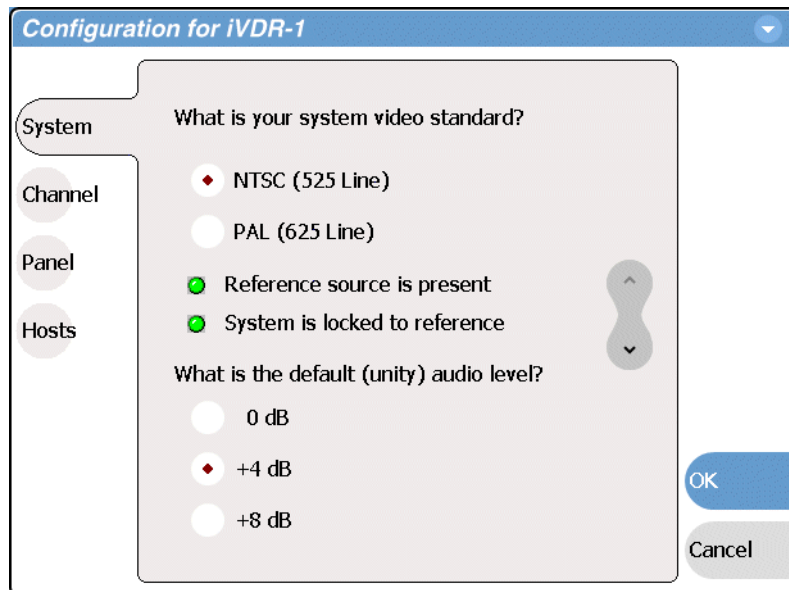 Configuration for iVDR-1
System
Channel
Panel
Hosts
What is your system video standard?
NTSC (525 Line)
PAL (625 Line)
Reference source is present
System is locked to reference
What is the default (unity) audio level?
0 dB
+4 dB
+8 dB
OK
Cancel